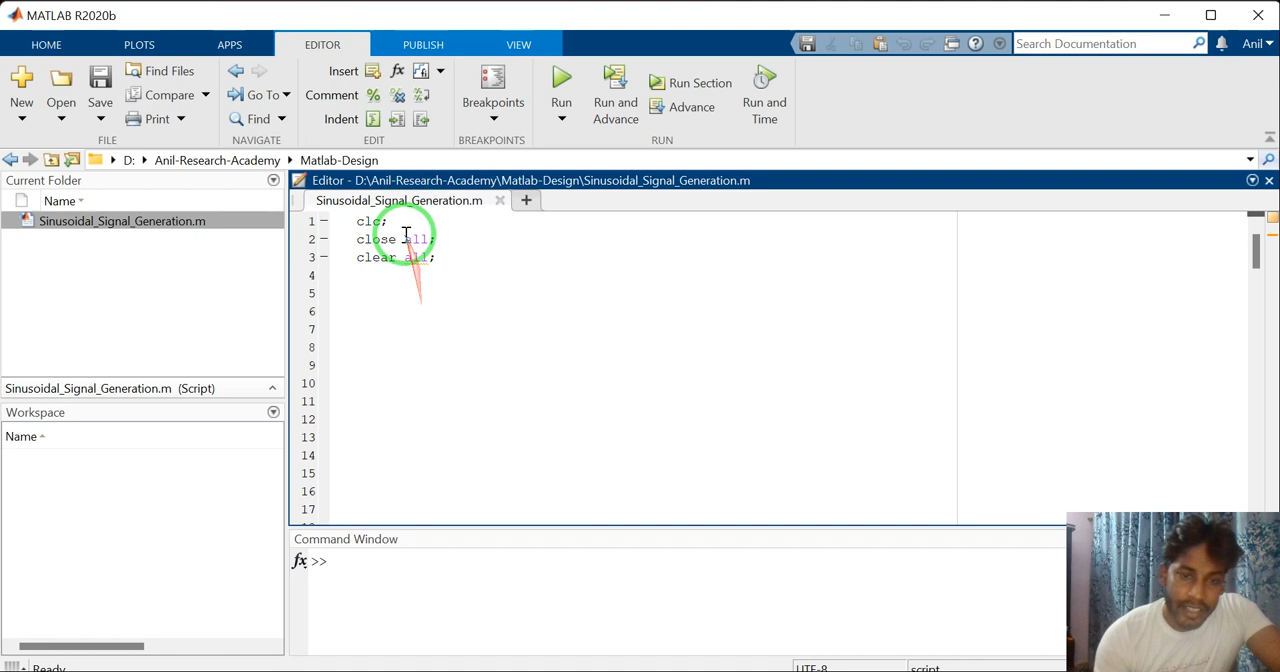 MATLAB R2020b
HOME PLOTS APPS EDITOR PUBLISH VIEW Search Documentation Anil
New Open Save Find Files Compare Print
FILE
Go To Find
NAVIGATE
Insert fx
Comment
Indent
EDIT
Breakpoints
BREAKPOINTS
Run Run and Advance Run Section Advance Run and Time
RUN
D: Anil-Research-Academy Matlab-Design
Current Folder
Name
Sinusoidal_Signal_Generation.m
Sinusoidal_Signal_Generation.m (Script)
Workspace
Name
Editor - D:\Anil-Research-Academy\Matlab-Design\Sinusoidal_Signal_Generation.m
Sinusoidal_Signal_Generation.m
1 - clc;
2 - close all;
3 - clear all;
4
5
6
7
8
9
10
11
12
13
14
15
16
17
Command Window
fx >>
Ready UTF-8 script